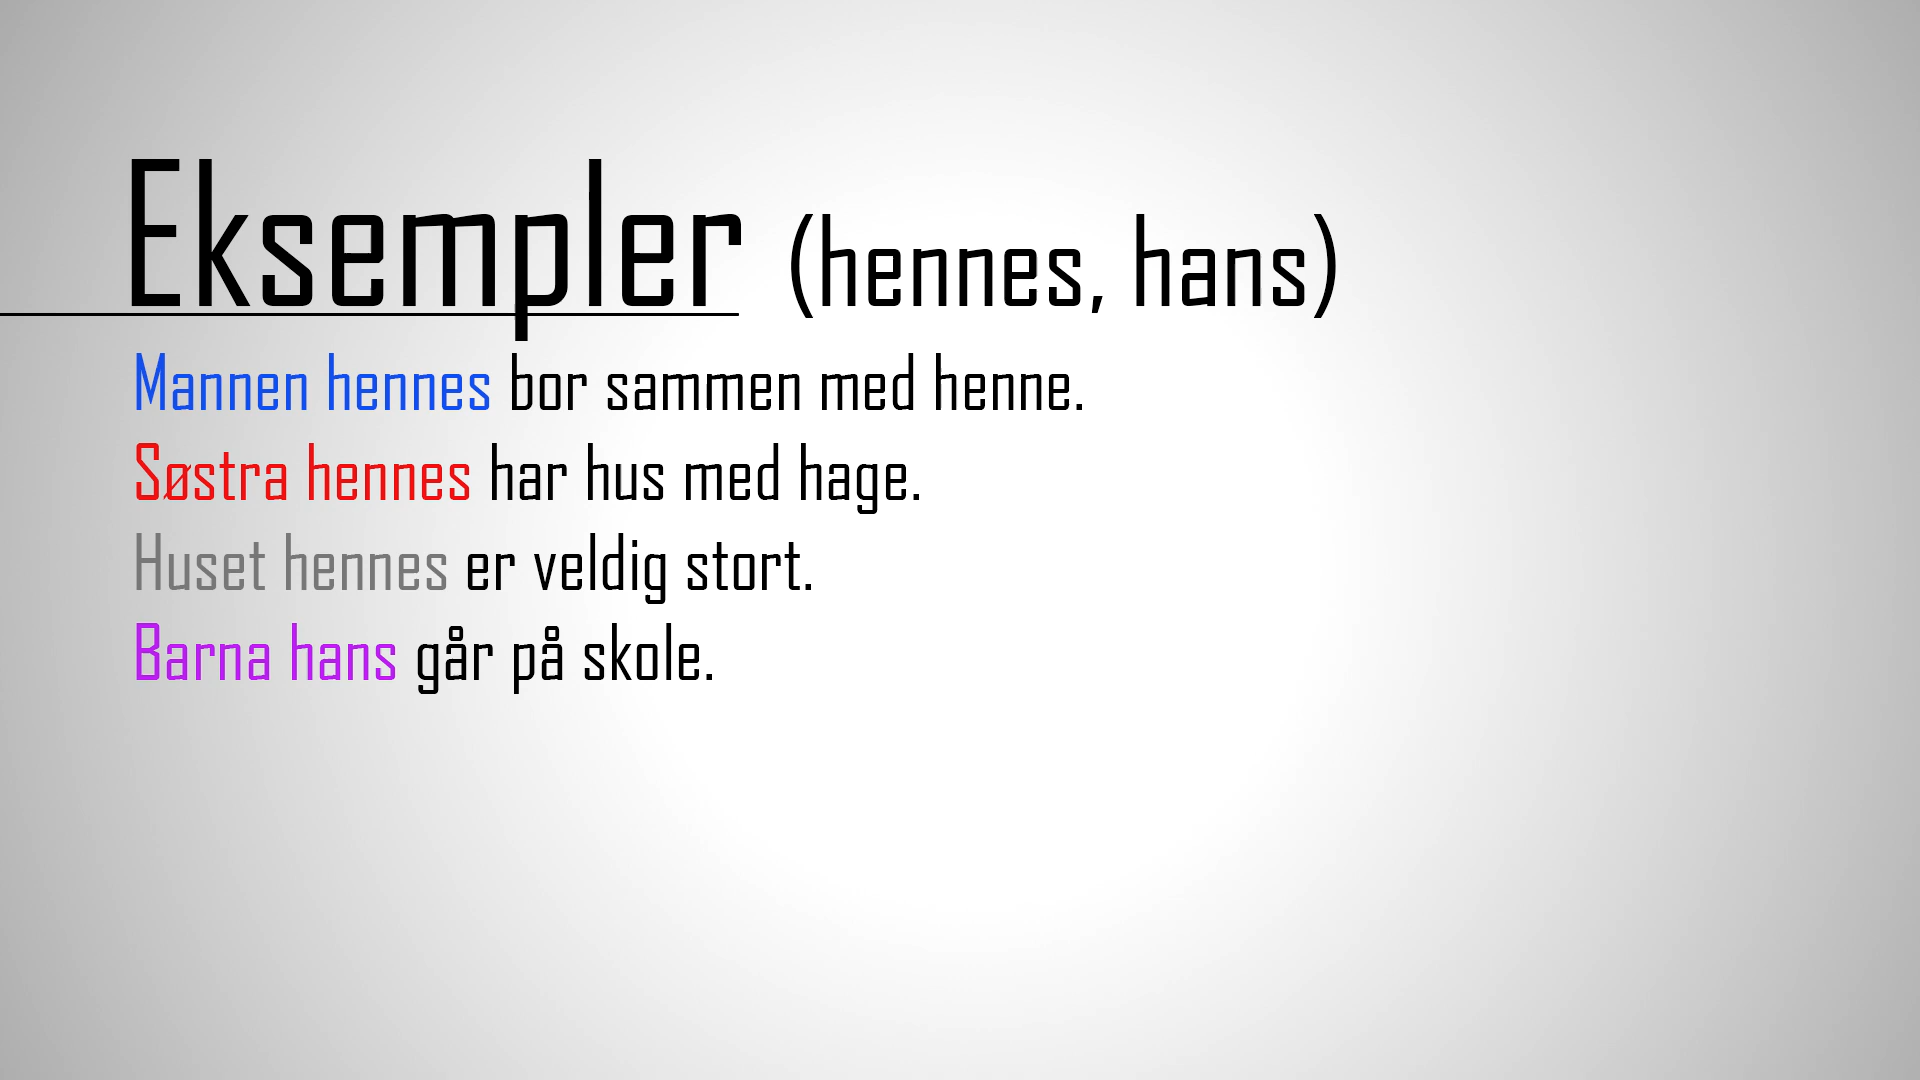 Eksempler (hennes, hans)
Mannen hennes bor sammen med henne.
Søstra hennes har hus med hage.
Huset hennes er veldig stort.
Barna hans går på skole.